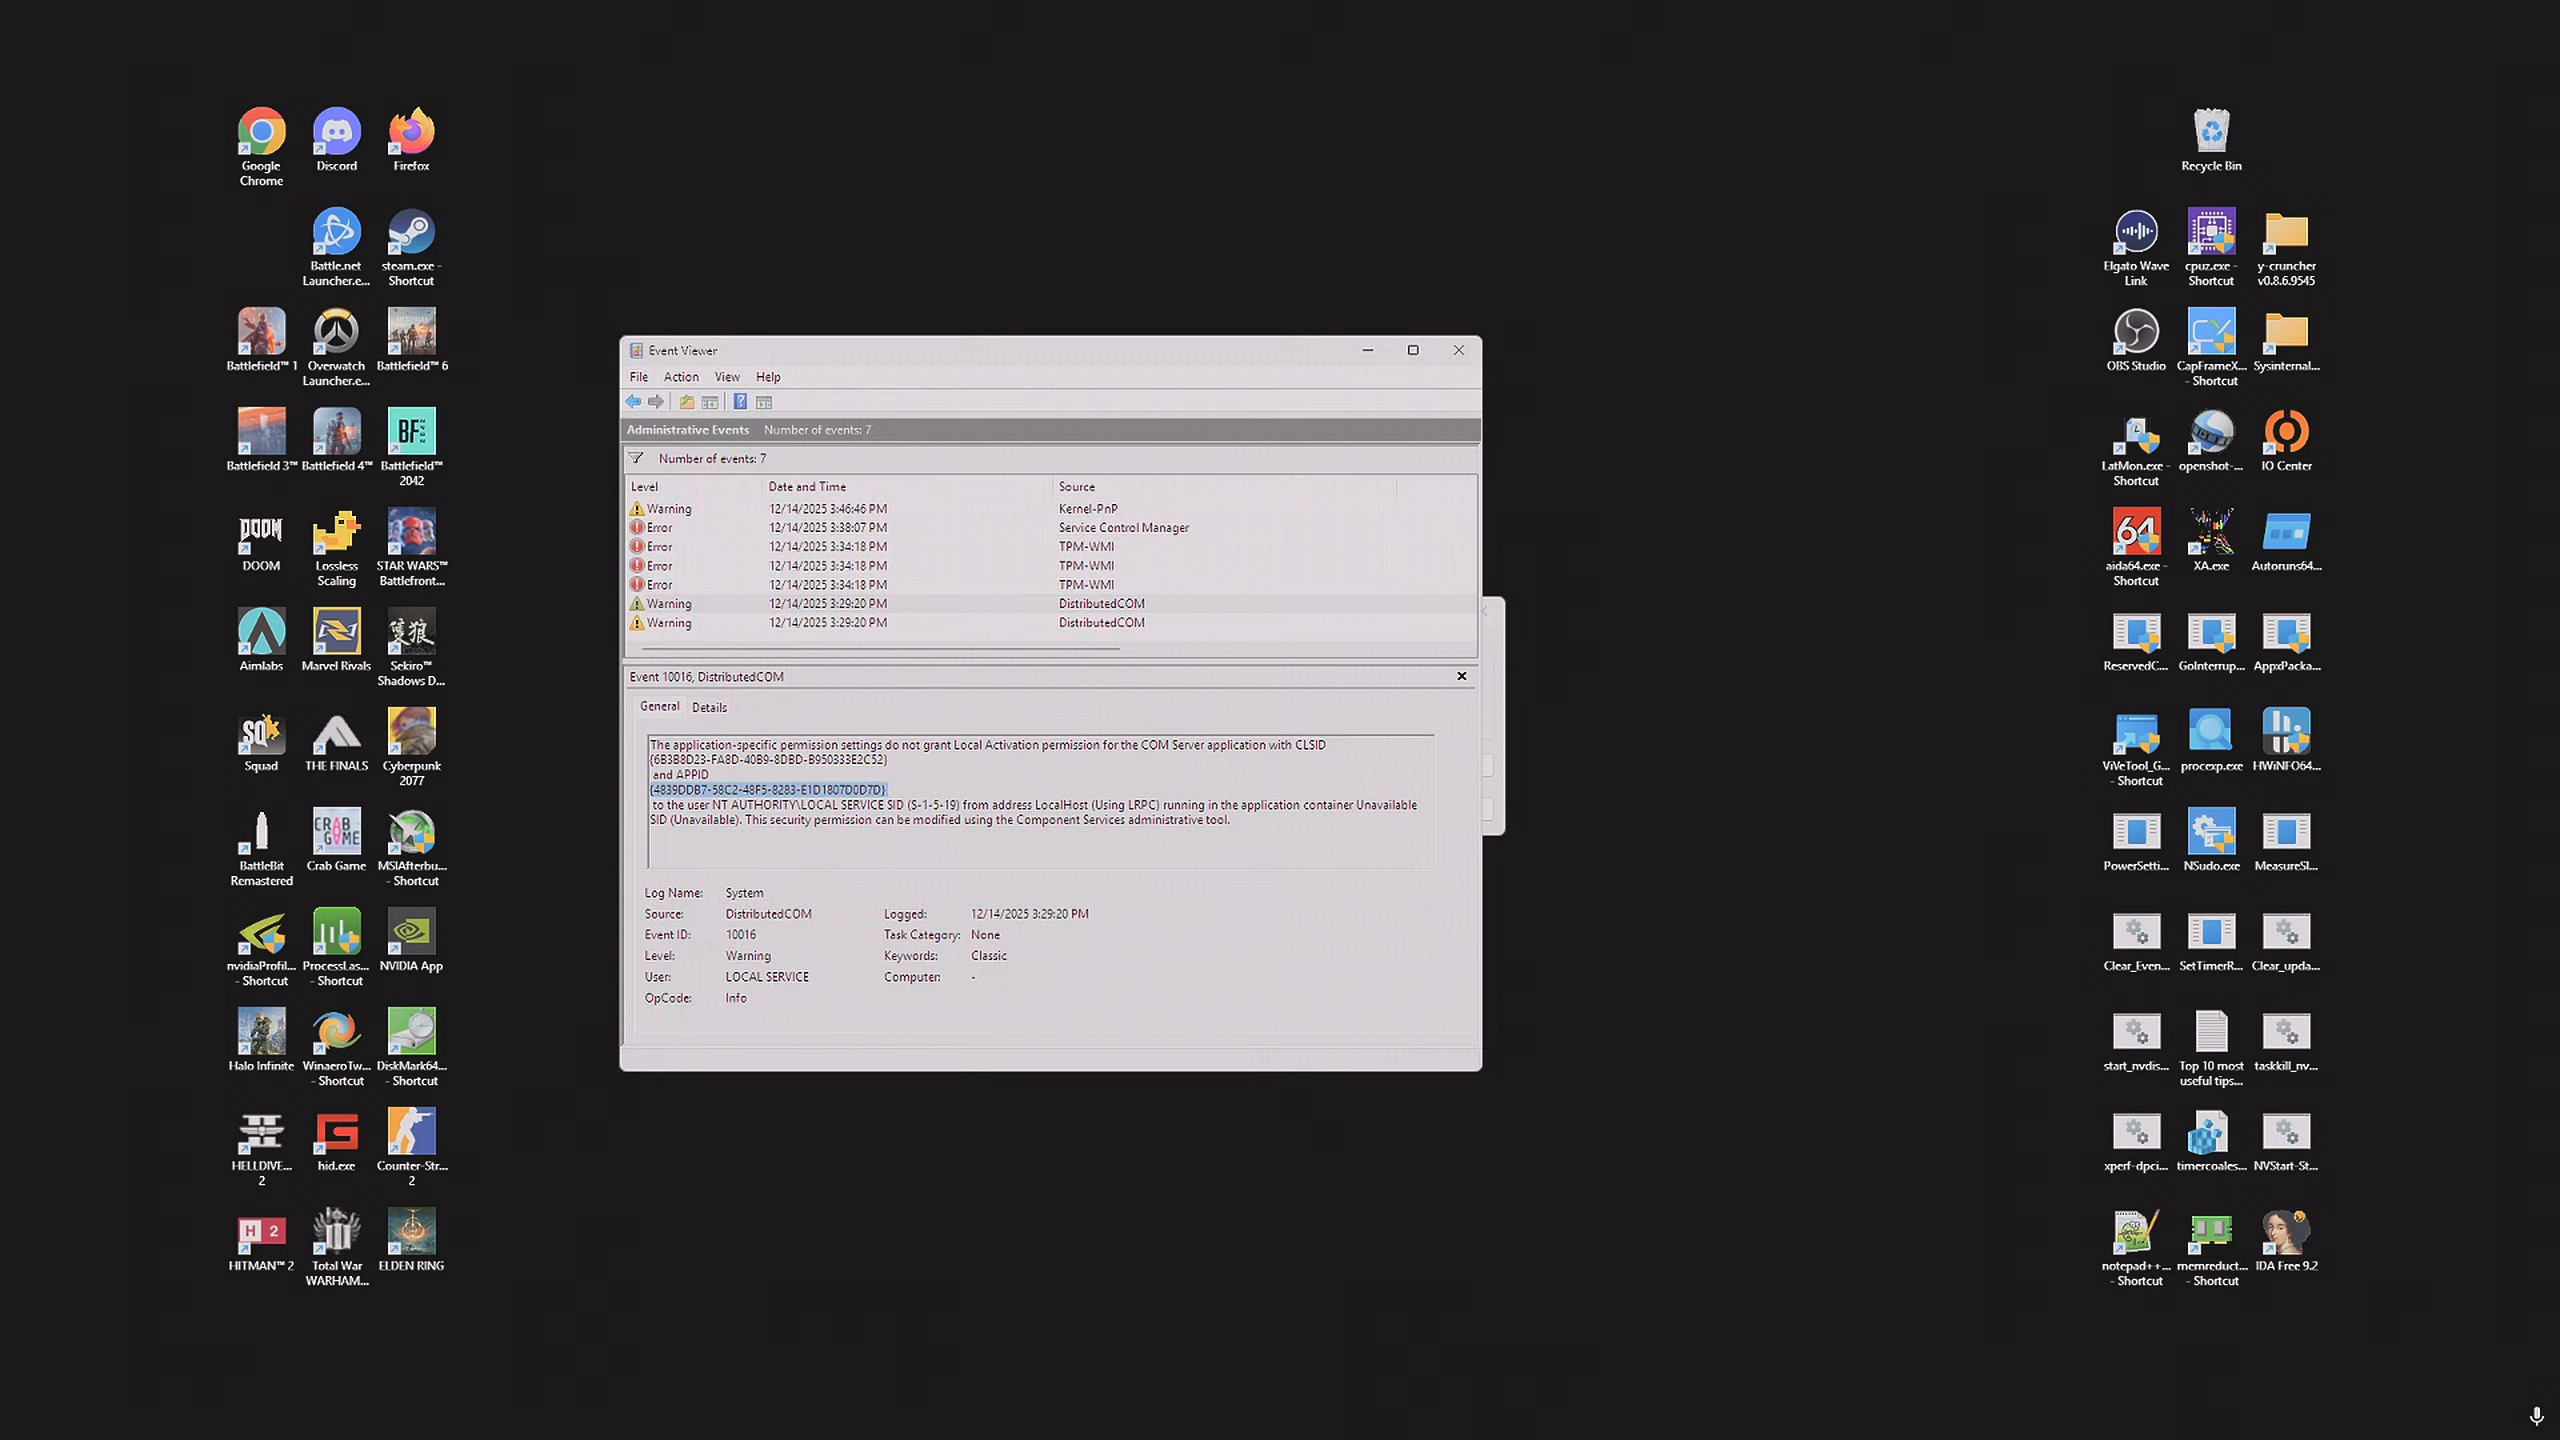 Google
Chrome
Discord
Firefox
Battle.net
Launcher.e...
steam.exe -
Shortcut
Battlefield™ 1
Overwatch
Launcher.e...
Battlefield™ 6
Battlefield 3™
Battlefield 4™
BF
Battlefield™
2042
DOOM
DOOM
Lossless
Scaling
STAR WARS™
Battlefront...
Aimlabs
Marvel Rivals
Sekiro™
Shadows D...
SQ
Squad
THE FINALS
Cyberpunk
2077
BattleBit
Remastered
CRAB
GAME
Crab Game
MSIAfterbu...
- Shortcut
nvidiaProfil...
- Shortcut
ProcessLas...
- Shortcut
NVIDIA App
Halo Infinite
WinaeroTw...
- Shortcut
DiskMark64...
- Shortcut
HELLDIVE...
2
hid.exe
Counter-Str...
2
H 2
HITMAN™ 2
Total War
WARHAM...
ELDEN RING
Event Viewer
File Action View Help
Administrative Events Number of events: 7
Number of events: 7
Level Date and Time Source
Warning 12/14/2025 3:46:46 PM Kernel-PnP
Error 12/14/2025 3:38:07 PM Service Control Manager
Error 12/14/2025 3:34:18 PM TPM-WMI
Error 12/14/2025 3:34:18 PM TPM-WMI
Error 12/14/2025 3:34:18 PM TPM-WMI
Warning 12/14/2025 3:29:20 PM DistributedCOM
Warning 12/14/2025 3:29:20 PM DistributedCOM
Event 10016, DistributedCOM
General Details
The application-specific permission settings do not grant Local Activation permission for the COM Server application with CLSID
{6B3B8D23-FA8D-40B9-8DBD-B950333E2C52}
and APPID
{4839DDB7-58C2-48F5-8283-E1D1807D0D7D}
to the user NT AUTHORITY\LOCAL SERVICE SID (S-1-5-19) from address LocalHost (Using LRPC) running in the application container Unavailable
SID (Unavailable). This security permission can be modified using the Component Services administrative tool.
Log Name: System
Source: DistributedCOM Logged: 12/14/2025 3:29:20 PM
Event ID: 10016 Task Category: None
Level: Warning Keywords: Classic
User: LOCAL SERVICE Computer: -
OpCode: Info
Recycle Bin
Elgato Wave
Link
cpuz.exe -
Shortcut
y-cruncher
v0.8.6.9545
OBS Studio
CX
CapFrameX...
- Shortcut
Sysinternal...
LatMon.exe -
Shortcut
openshot-...
IO Center
64
aida64.exe -
Shortcut
XA.exe
Autoruns64...
ReservedC...
GoInterrup...
AppxPacka...
ViVeTool_G...
- Shortcut
procexp.exe
HWiNFO64...
PowerSetti...
NSudo.exe
MeasureSl...
Clear_Even...
SetTimerR...
Clear_upda...
start_nvdis...
Top 10 most
useful tips...
taskkill_nv...
xperf-dpci...
timercoales...
NVStart-St...
notepad++...
- Shortcut
memreduct...
- Shortcut
IDA Free 9.2